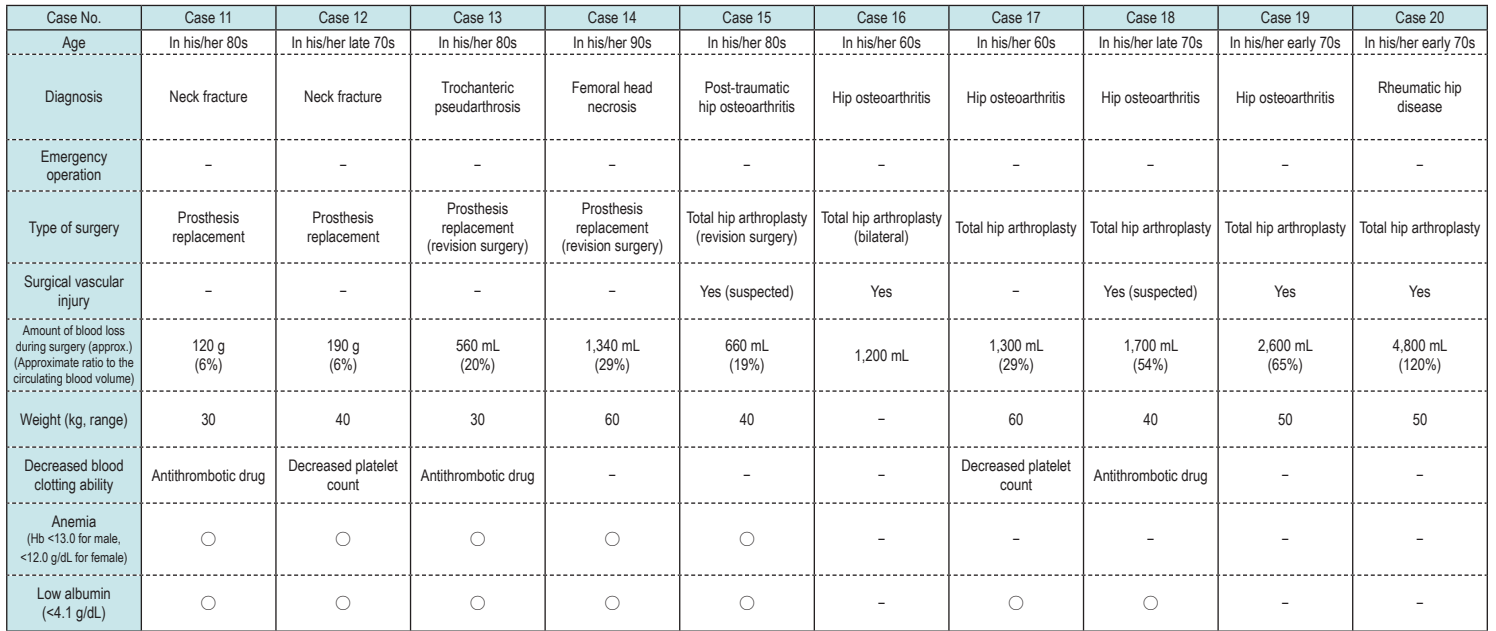 Case No. Case 11 Case 12 Case 13 Case 14 Case 15 Case 16 Case 17 Case 18 Case 19 Case 20
Age In his/her 80s In his/her late 70s In his/her 80s In his/her 90s In his/her 80s In his/her 60s In his/her 60s In his/her late 70s In his/her early 70s In his/her early 70s
Diagnosis Neck fracture Neck fracture Trochanteric pseudarthrosis Femoral head necrosis Post-traumatic hip osteoarthritis Hip osteoarthritis Hip osteoarthritis Hip osteoarthritis Hip osteoarthritis Rheumatic hip disease
Emergency operation – – – – – – – – – –
Type of surgery Prosthesis replacement Prosthesis replacement Prosthesis replacement (revision surgery) Prosthesis replacement (revision surgery) Total hip arthroplasty (revision surgery) Total hip arthroplasty (bilateral) Total hip arthroplasty Total hip arthroplasty Total hip arthroplasty Total hip arthroplasty
Surgical vascular injury – – – – Yes (suspected) Yes – Yes (suspected) Yes Yes
Amount of blood loss during surgery (approx.) (Approximate ratio to the circulating blood volume) 120 g (6%) 190 g (6%) 560 mL (20%) 1,340 mL (29%) 660 mL (19%) 1,200 mL 1,300 mL (29%) 1,700 mL (54%) 2,600 mL (65%) 4,800 mL (120%)
Weight (kg, range) 30 40 30 60 40 – 60 40 50 50
Decreased blood clotting ability Antithrombotic drug Decreased platelet count Antithrombotic drug – – – Decreased platelet count Antithrombotic drug – –
Anemia (Hb <13.0 for male, <12.0 g/dL for female) ○ ○ ○ ○ ○ – – – – –
Low albumin (<4.1 g/dL) ○ ○ ○ ○ ○ – ○ ○ – –